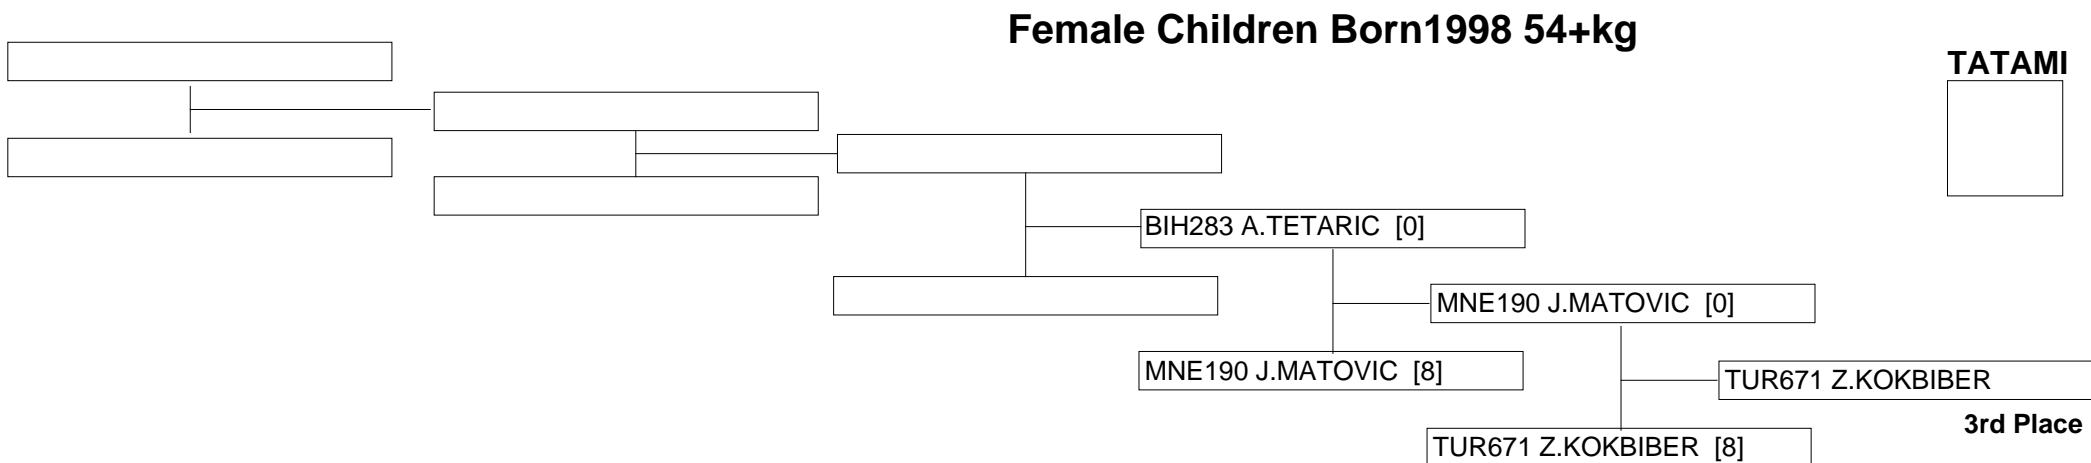 Female Children Born1998 54+kg
TATAMI
BIH283 A.TETARIC [0]
MNE190 J.MATOVIC [0]
MNE190 J.MATOVIC [8]
TUR671 Z.KOKBIBER
3rd Place
TUR671 Z.KOKBIBER [8]